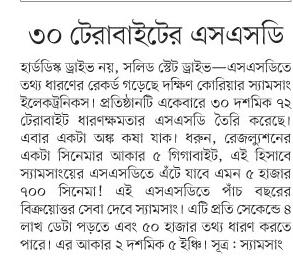 ৩০ টেরাবাইটের এসএসডি
হার্ডডিস্ক ড্রাইভ নয়, সলিড স্টেট ড্রাইভ—এসএসডিতে
তথ্য ধারণের রেকর্ড গড়েছে দক্ষিণ কোরিয়ার স্যামসাং
ইলেকট্রনিকস। প্রতিষ্ঠানটি একেবারে ৩০ দশমিক ৭২
টেরাবাইট ধারণক্ষমতার এসএসডি তৈরি করেছে।
এবার একটা অঙ্ক কষা যাক। ধরুন, রেজল্যুশনের
একটা সিনেমার আকার ৫ গিগাবাইট, এই হিসাবে
স্যামসাংয়ের এসএসডিতে এঁটে যাবে এমন ৫ হাজার
৭০০ সিনেমা! এই এসএসডিতে পাঁচ বছরের
বিক্রয়োত্তর সেবা দেবে স্যামসাং। এটি প্রতি সেকেন্ডে ৪
লাখ ডেটা পড়তে এবং ৫০ হাজার তথ্য ধারণ করতে
পারে। এর আকার ২ দশমিক ৫ ইঞ্চি। সূত্র : স্যামসাং